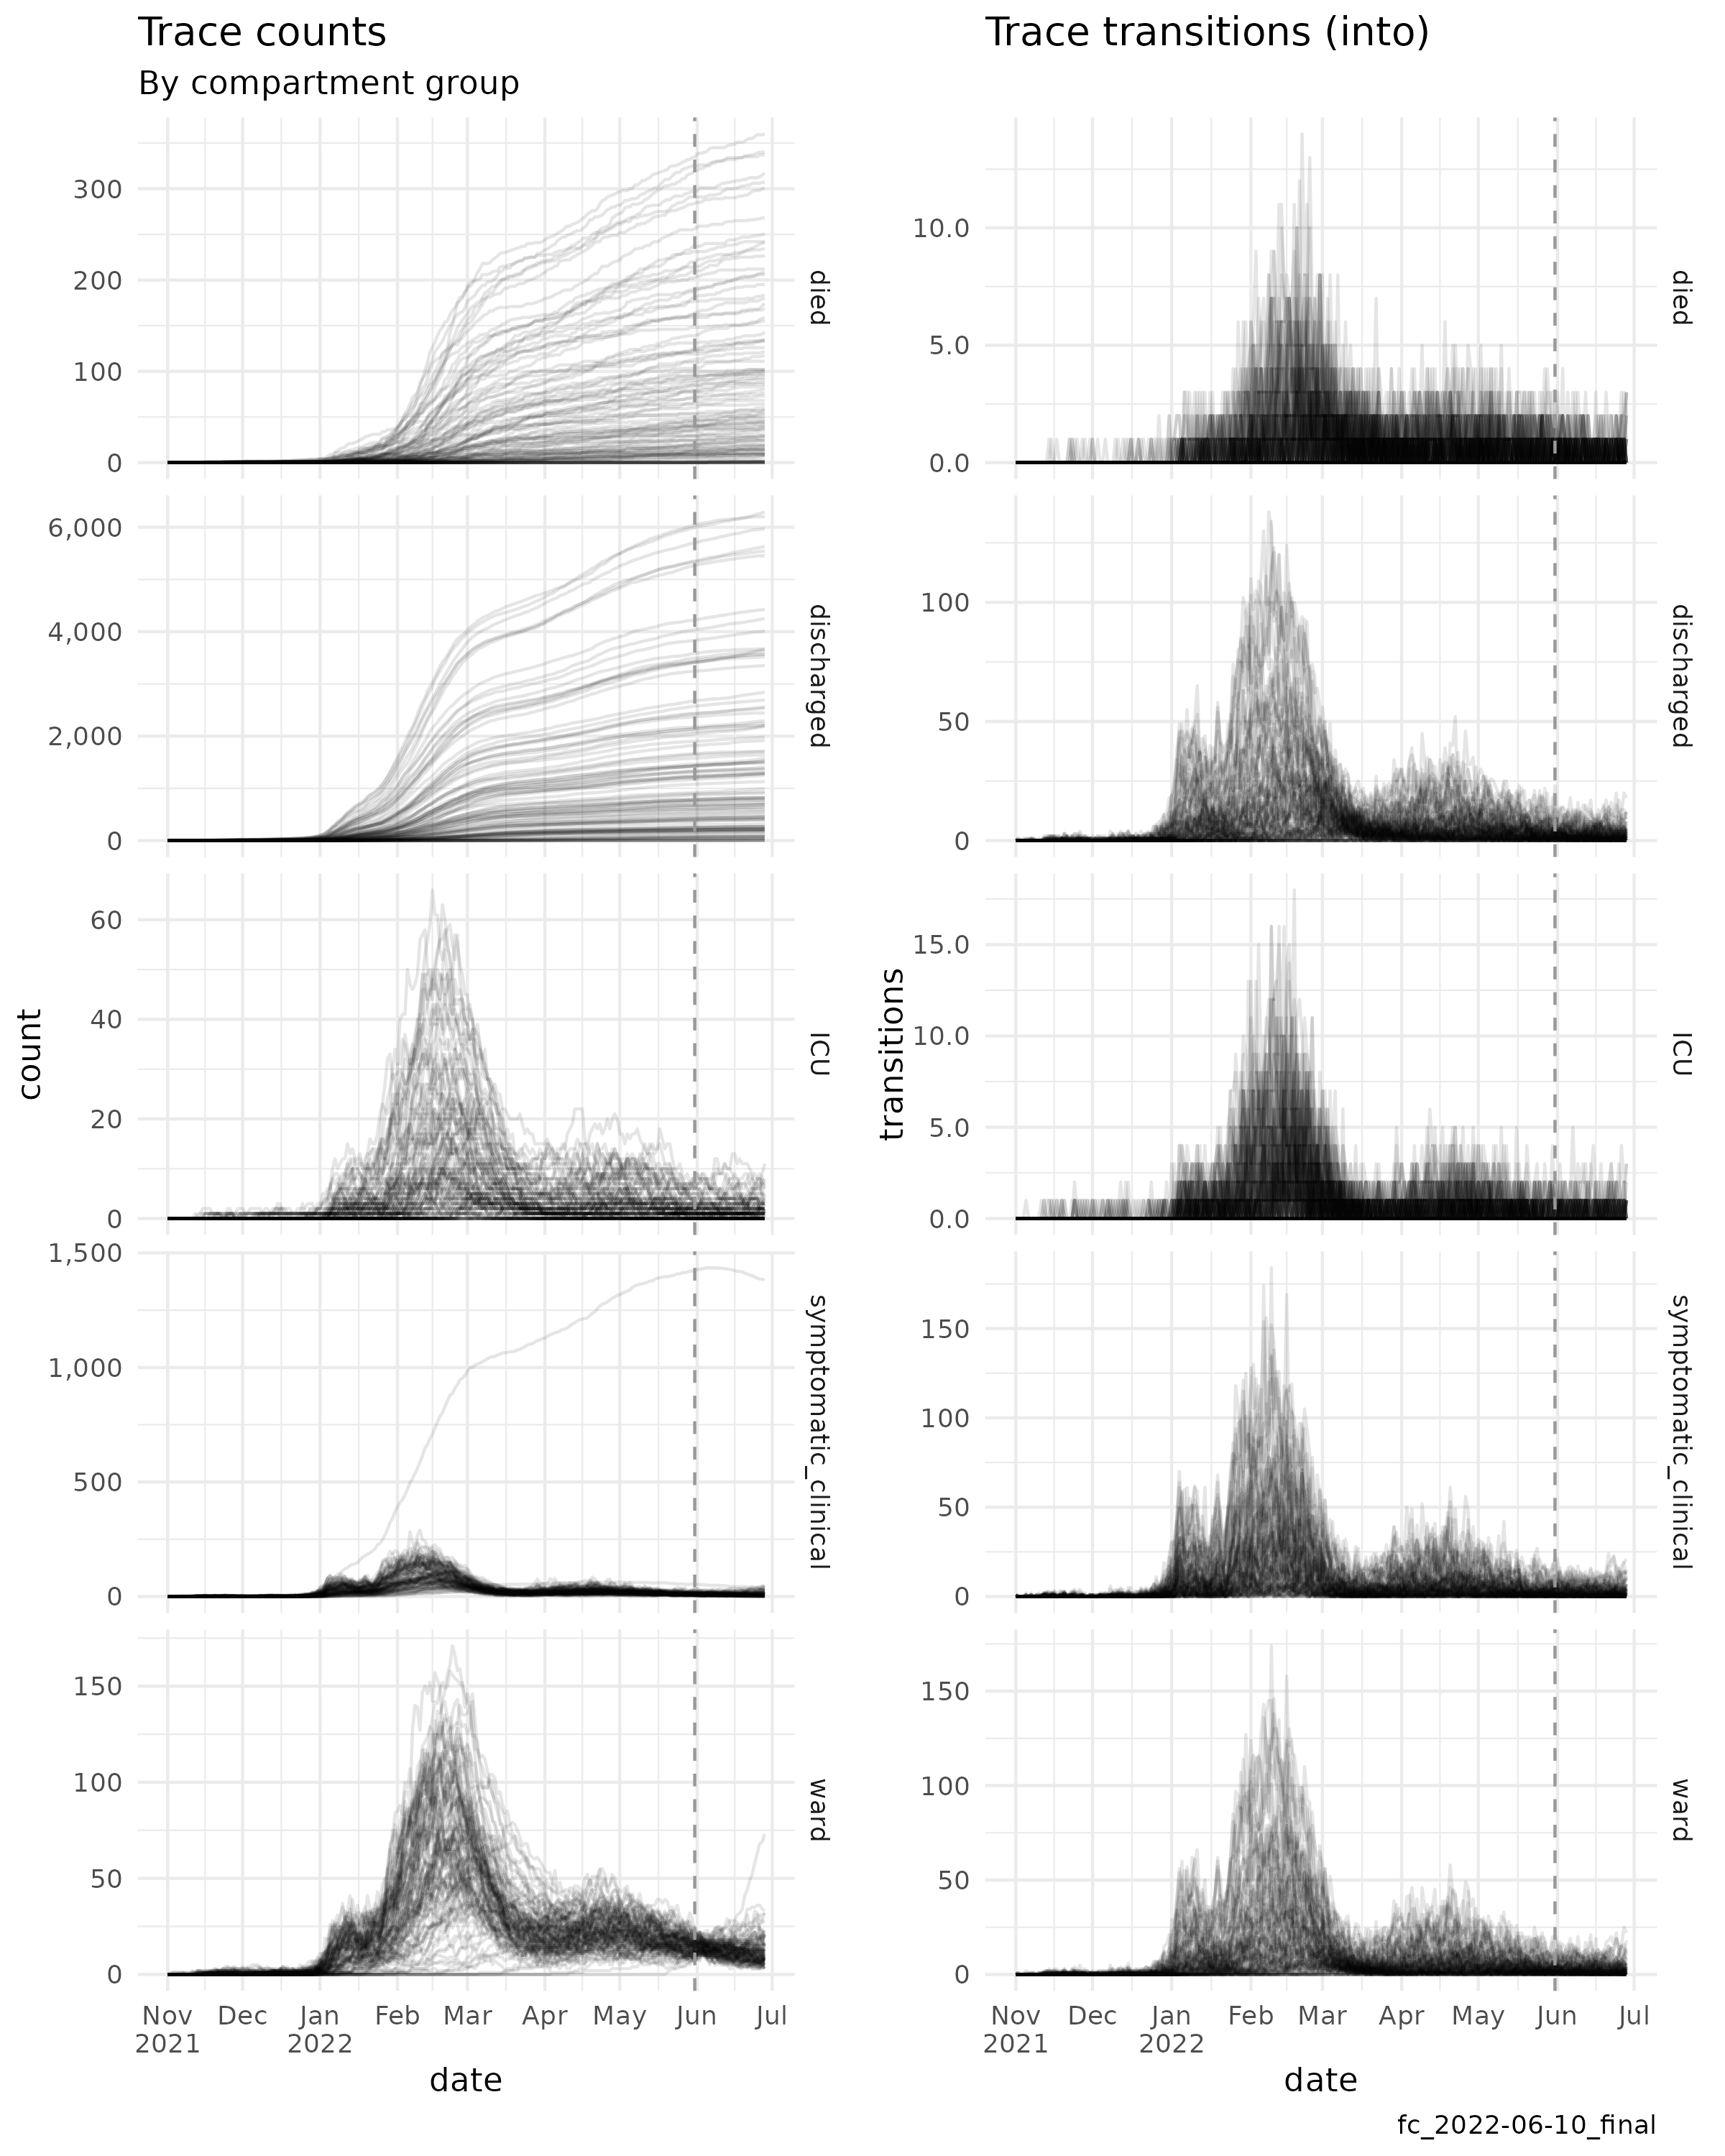 Trace counts
By compartment group
Trace transitions (into)
count
300
200
100
0
died
6,000
4,000
2,000
0
discharged
60
40
20
0
ICU
1,500
1,000
500
0
symptomatic_clinical
150
100
50
0
ward
Nov
2021
Dec
Jan
2022
Feb
Mar
Apr
May
Jun
Jul
date
transitions
10.0
5.0
0.0
died
100
50
0
discharged
15.0
10.0
5.0
0.0
ICU
150
100
50
0
symptomatic_clinical
150
100
50
0
ward
Nov
2021
Dec
Jan
2022
Feb
Mar
Apr
May
Jun
Jul
date
fc_2022-06-10_final